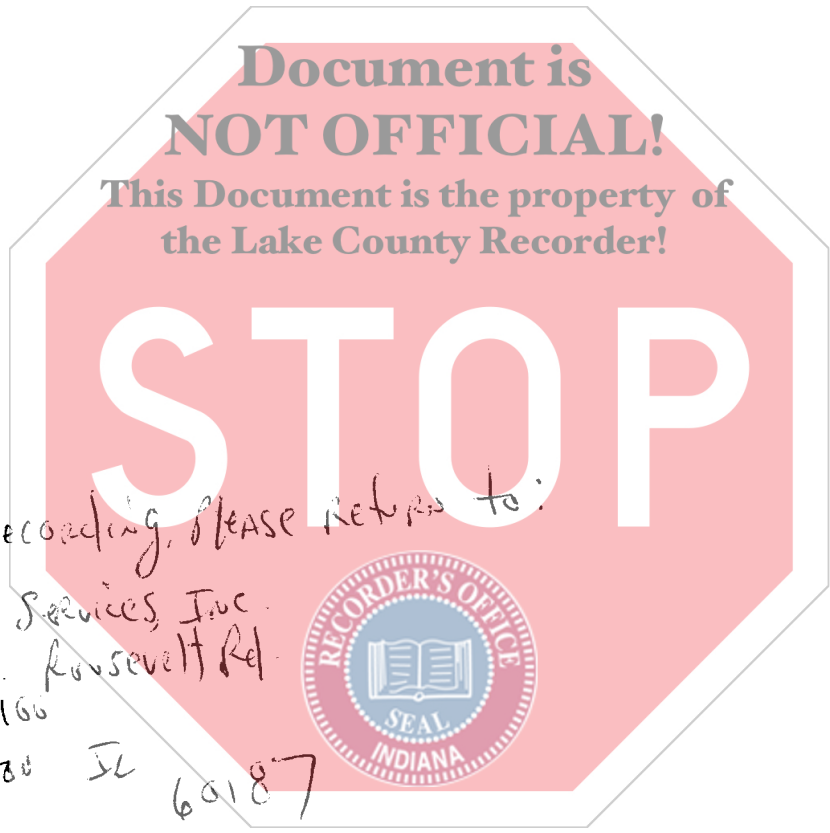 Document is
NOT OFFICIAL!
This Document is the property of
the Lake County Recorder!
STOP
ecording, Please Return to:
Services, Inc.
Roosevelt Rd.
100
IL
60187
RECORDER'S OFFICE
SEAL
INDIANA